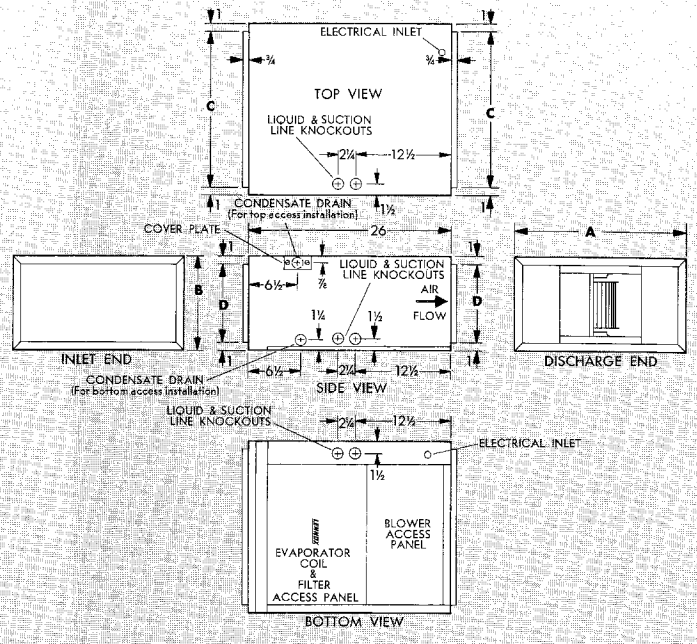 1
1
ELECTRICAL INLET
¾
¾
TOP VIEW
C
C
LIQUID & SUCTION
LINE KNOCKOUTS
2¼
12½
1½
1
1
CONDENSATE DRAIN
(For top access installation)
26
A
COVER PLATE
1
1
LIQUID & SUCTION
LINE KNOCKOUTS
6½
⅞
B
D
D
AIR
FLOW
1¼
1½
INLET END
1
1
DISCHARGE END
6½
2¼
12½
CONDENSATE DRAIN
(For bottom access installation)
SIDE VIEW
LIQUID & SUCTION
LINE KNOCKOUTS
2¼
12½
ELECTRICAL INLET
1½
BLOWER
ACCESS
PANEL
EVAPORATOR
COIL
&
FILTER
ACCESS PANEL
BOTTOM VIEW